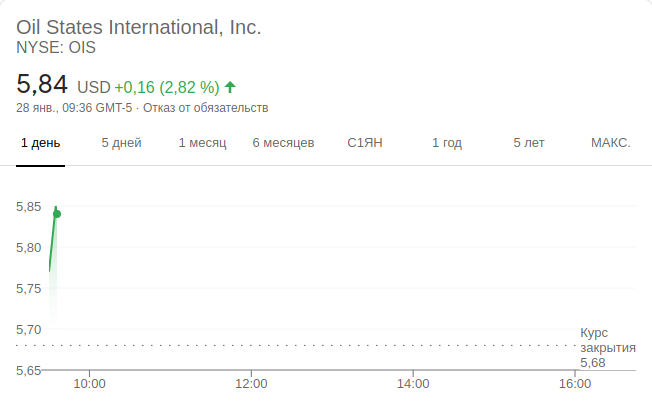 Oil States International, Inc.
NYSE: OIS
5,84 USD +0,16 (2,82 %)
28 янв., 09:36 GMT-5 · Отказ от обязательств
1 день 5 дней 1 месяц 6 месяцев С1ЯН 1 год 5 лет МАКС.
5,85
5,80
5,75
5,70
Курс
закрытия
5,68
5,65
10:00 12:00 14:00 16:00